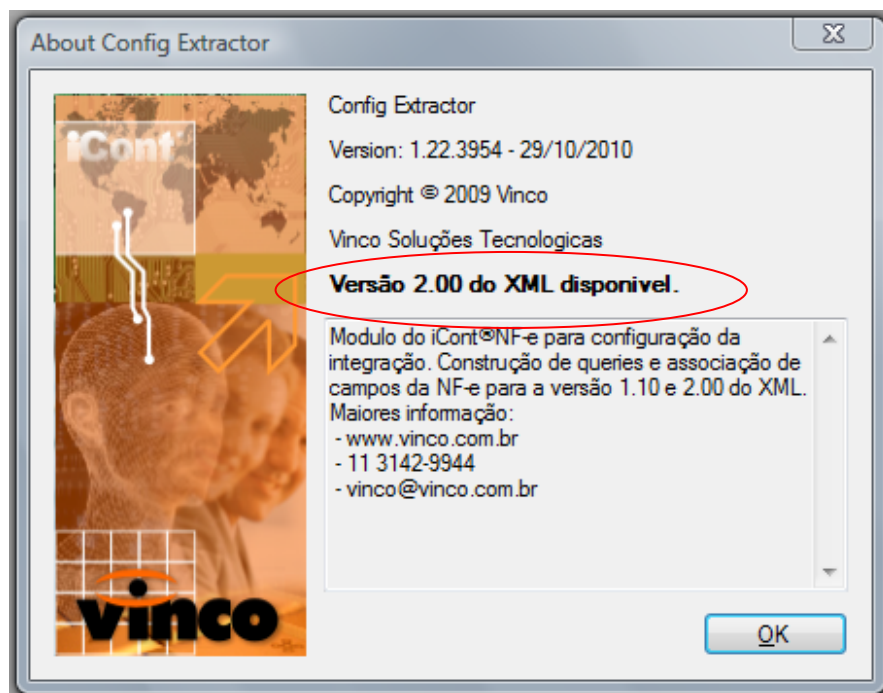 About Config Extractor
iCont
Config Extractor
Version: 1.22.3954 - 29/10/2010
Copyright © 2009 Vinco
Vinco Soluções Tecnologicas
Versão 2.00 do XML disponivel.
Modulo do iCont®NF-e para configuração da
integração. Construção de queries e associação de
campos da NF-e para a versão 1.10 e 2.00 do XML.
Maiores informação:
- www.vinco.com.br
- 11 3142-9944
- vinco@vinco.com.br
vinco
OK